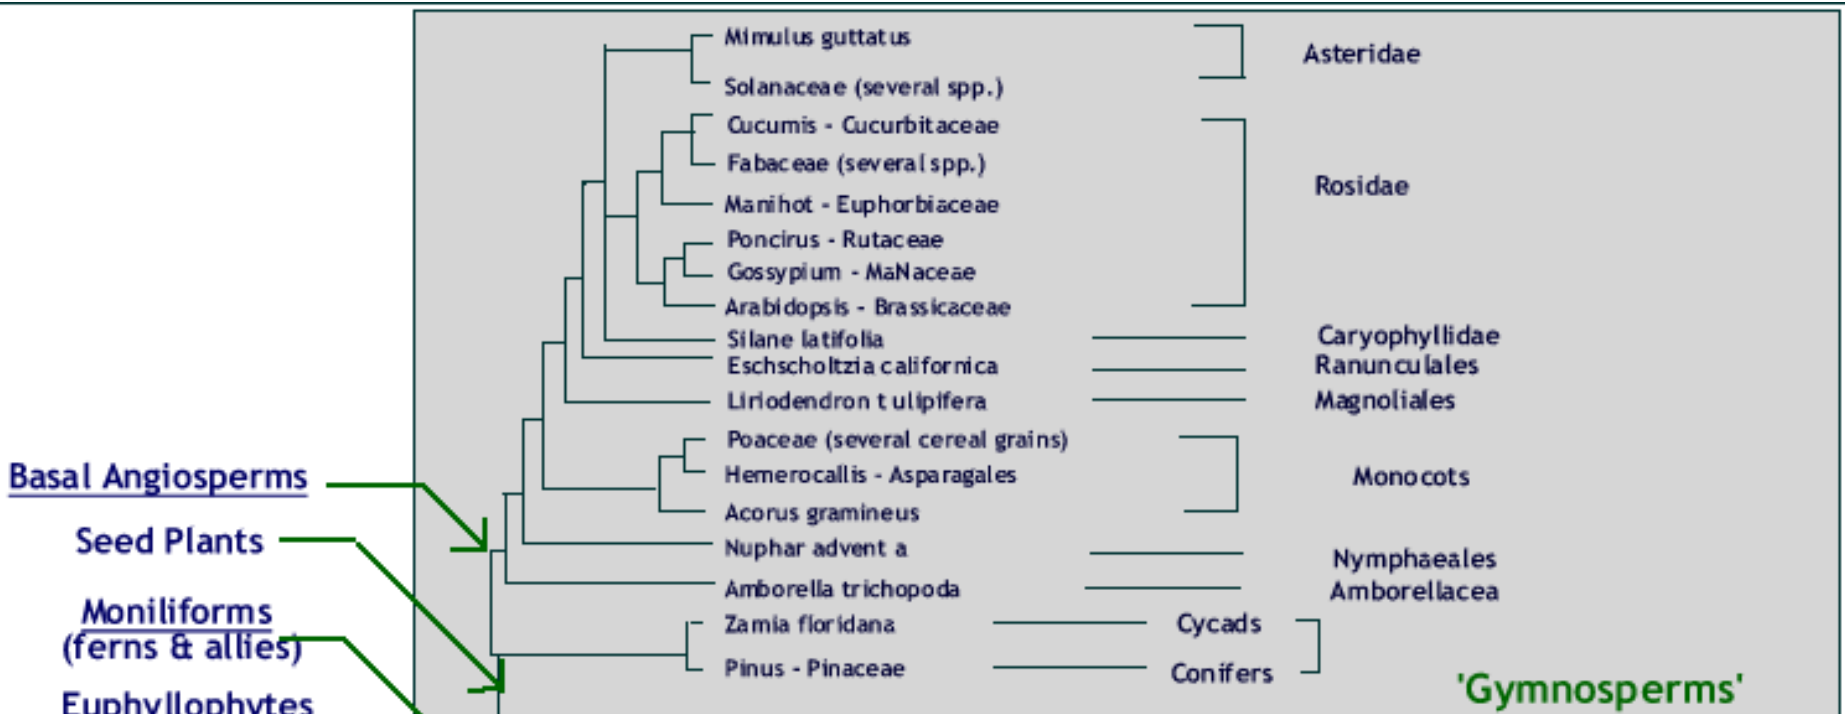 Mimulus guttatus
Asteridae
Solanaceae (several spp.)
Cucumis - Cucurbitaceae
Fabaceae (several spp.)
Rosidae
Manihot - Euphorbiaceae
Poncirus - Rutaceae
Gossypium - MaNaceae
Arabidopsis - Brassicaceae
Silane latifolia
Caryophyllidae
Eschscholtzia californica
Ranunculales
Liriodendron t ulipifera
Magnoliales
Poaceae (several cereal grains)
Hemerocallis - Asparagales
Monocots
Acorus gramineus
Nuphar advent a
Nymphaeales
Amborella trichopoda
Amborellacea
Zamia floridana
Cycads
Pinus - Pinaceae
Conifers
'Gymnosperms'
Basal Angiosperms
Seed Plants
Moniliforms
(ferns & allies)
Euphyllophytes